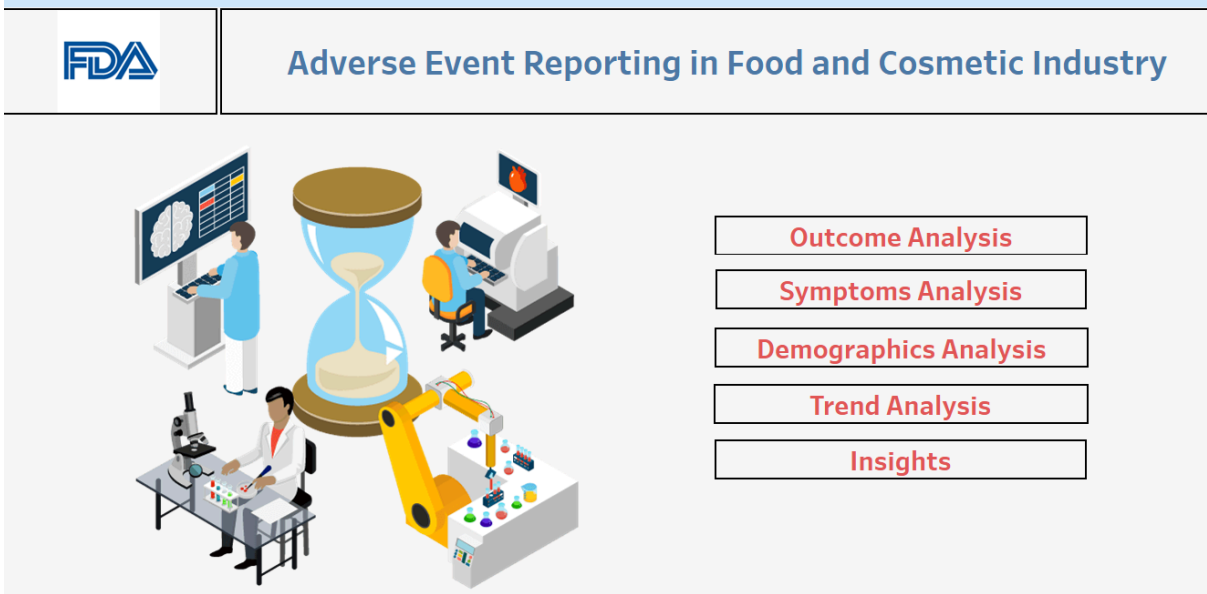 FDA
Adverse Event Reporting in Food and Cosmetic Industry
Outcome Analysis
Symptoms Analysis
Demographics Analysis
Trend Analysis
Insights